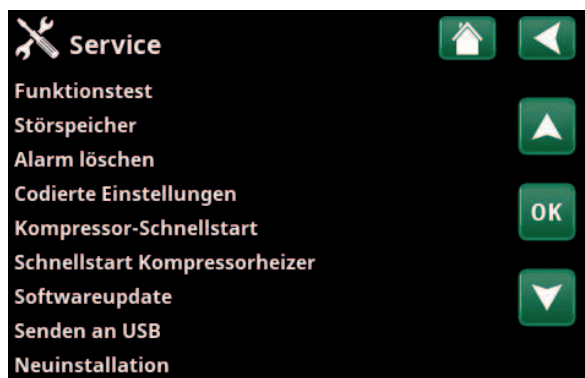 Service
Funktionstest
Störspeicher
Alarm löschen
Codierte Einstellungen
OK
Kompressor-Schnellstart
Schnellstart Kompressorheizer
Softwareupdate
Senden an USB
Neuinstallation